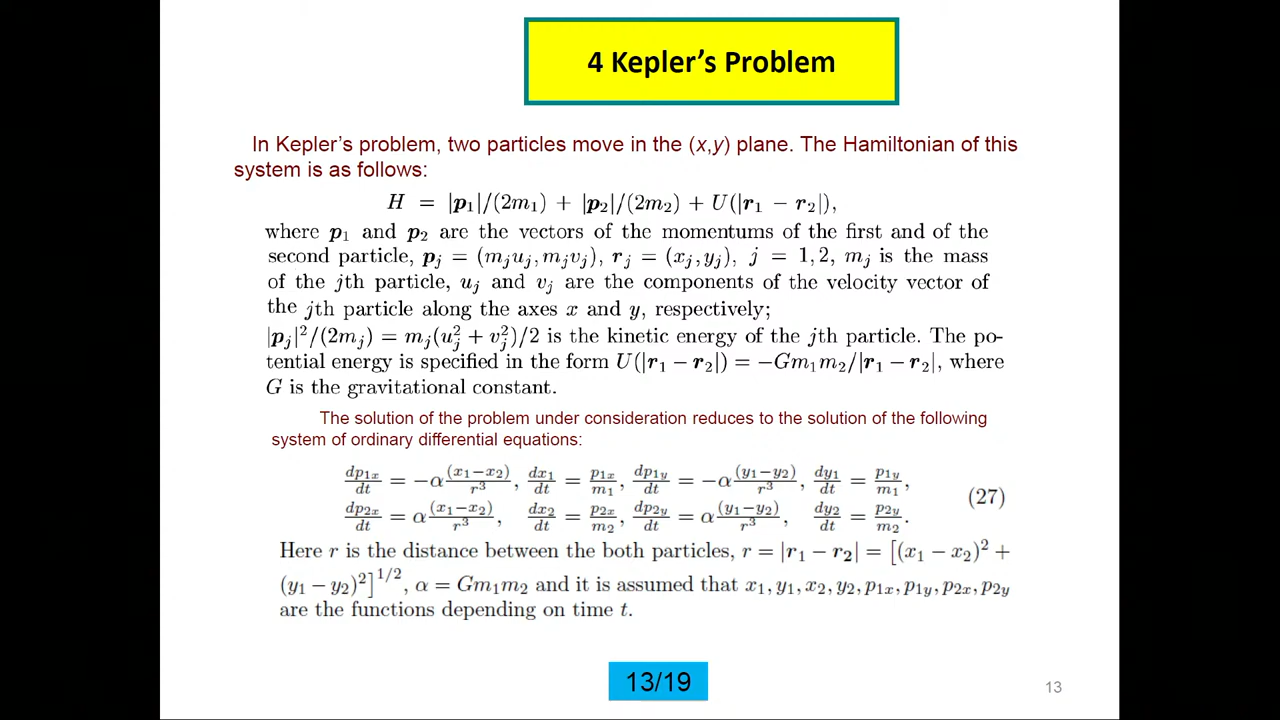 4 Kepler’s Problem
In Kepler’s problem, two particles move in the (x,y) plane. The Hamiltonian of this
system is as follows:
H = |p₁|/(2m₁) + |p₂|/(2m₂) + U(|r₁ − r₂|),
where p₁ and p₂ are the vectors of the momentums of the first and of the
second particle, pⱼ = (mⱼuⱼ, mⱼvⱼ), rⱼ = (xⱼ, yⱼ), j = 1, 2, mⱼ is the mass
of the jth particle, uⱼ and vⱼ are the components of the velocity vector of
the jth particle along the axes x and y, respectively;
|pⱼ|²/(2mⱼ) = mⱼ(uⱼ² + vⱼ²)/2 is the kinetic energy of the jth particle. The po-
tential energy is specified in the form U(|r₁ − r₂|) = −Gm₁m₂/|r₁ − r₂|, where
G is the gravitational constant.
The solution of the problem under consideration reduces to the solution of the following
system of ordinary differential equations:
dp₁ₓ/dt = −α(x₁−x₂)/r³, dx₁/dt = p₁ₓ/m₁, dp₁y/dt = −α(y₁−y₂)/r³, dy₁/dt = p₁y/m₁,
(27)
dp₂ₓ/dt = α(x₁−x₂)/r³, dx₂/dt = p₂ₓ/m₂, dp₂y/dt = α(y₁−y₂)/r³, dy₂/dt = p₂y/m₂.
Here r is the distance between the both particles, r = |r₁ − r₂| = [(x₁ − x₂)² +
(y₁ − y₂)²]^1/2, α = Gm₁m₂ and it is assumed that x₁, y₁, x₂, y₂, p₁ₓ, p₁y, p₂ₓ, p₂y
are the functions depending on time t.
13/19
13